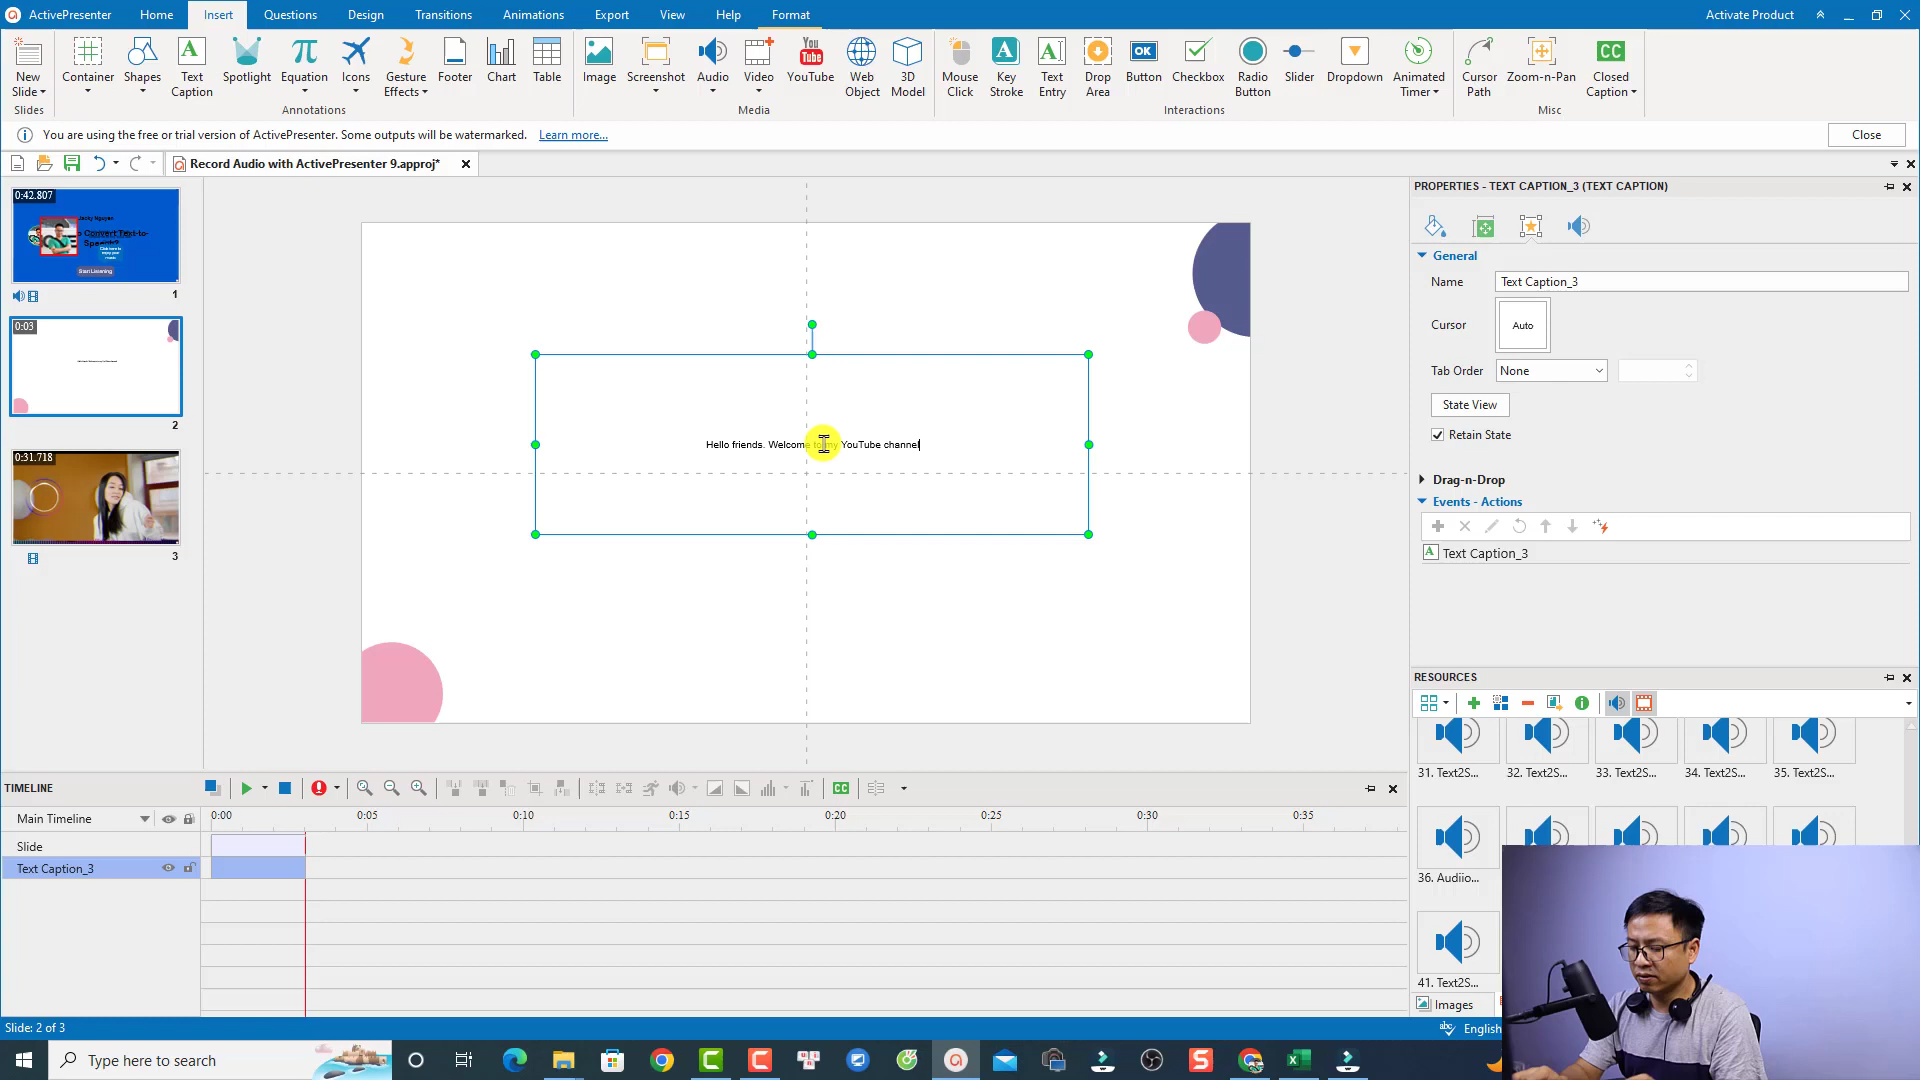 ActivePresenter
Home
Insert
Questions
Design
Transitions
Animations
Export
View
Help
Format
Activate Product
New Slide
Container
Shapes
Text Caption
Spotlight
Equation
Icons
Gesture Effects
Footer
Chart
Table
Image
Screenshot
Audio
Video
YouTube
Web Object
3D Model
Mouse Click
Key Stroke
Text Entry
Drop Area
Button
Checkbox
Radio Button
Slider
Dropdown
Animated Timer
Cursor Path
Zoom-n-Pan
Closed Caption
Slides
Annotations
Media
Interactions
Misc
You are using the free or trial version of ActivePresenter. Some outputs will be watermarked.
Learn more...
Close
Record Audio with ActivePresenter 9.approj*
0:42.807
Start Listening
1
0:03
2
0:31.718
3
Hello friends. Welcome to my YouTube channel
PROPERTIES - TEXT CAPTION_3 (TEXT CAPTION)
General
Name
Text Caption_3
Cursor
Auto
Tab Order
None
State View
Retain State
Drag-n-Drop
Events - Actions
Text Caption_3
RESOURCES
31. Text2S...
32. Text2S...
33. Text2S...
34. Text2S...
35. Text2S...
36. Audiio...
41. Text2S...
Images
TIMELINE
Main Timeline
0:00
0:05
0:10
0:15
0:20
0:25
0:30
0:35
Slide
Text Caption_3
Slide: 2 of 3
English
Type here to search